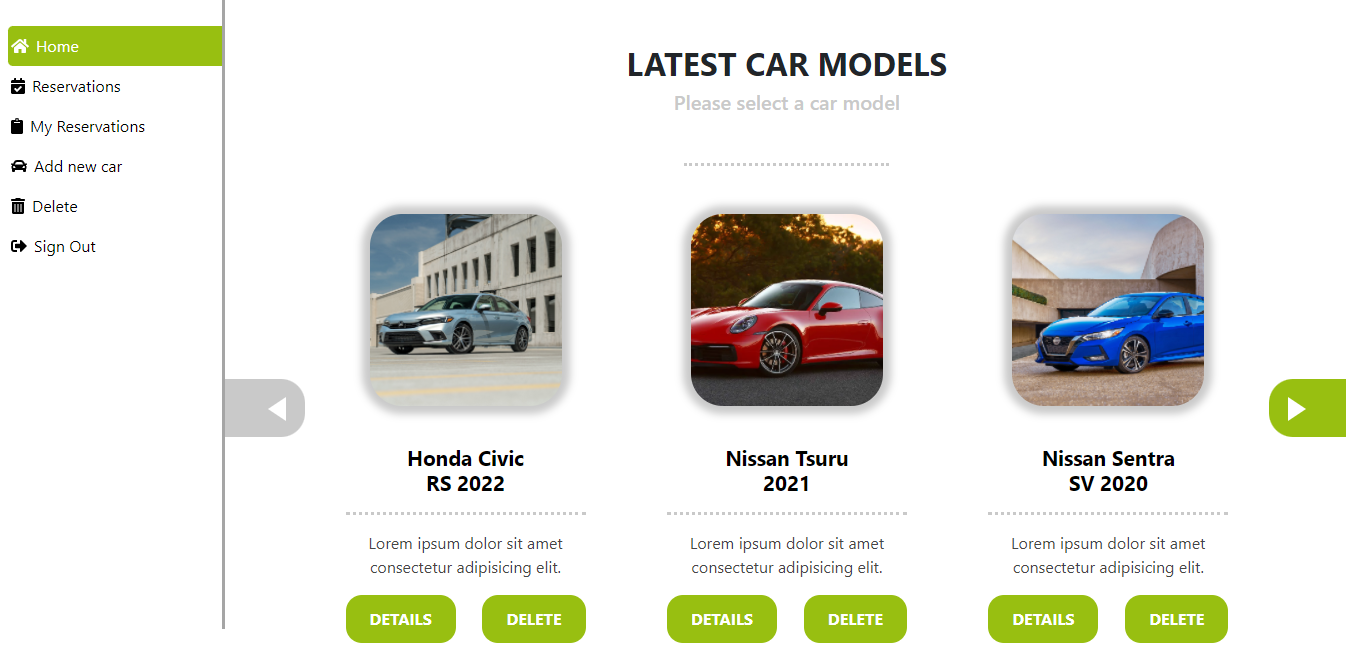 Home
Reservations
My Reservations
Add new car
Delete
Sign Out
LATEST CAR MODELS
Please select a car model
Honda Civic
RS 2022
Lorem ipsum dolor sit amet
consectetur adipisicing elit.
DETAILS
DELETE
Nissan Tsuru
2021
Lorem ipsum dolor sit amet
consectetur adipisicing elit.
DETAILS
DELETE
Nissan Sentra
SV 2020
Lorem ipsum dolor sit amet
consectetur adipisicing elit.
DETAILS
DELETE